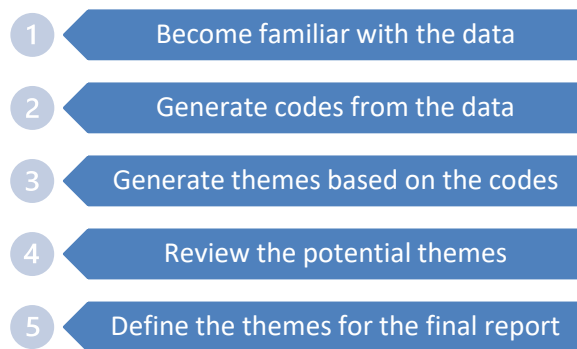 1 Become familiar with the data
2 Generate codes from the data
3 Generate themes based on the codes
4 Review the potential themes
5 Define the themes for the final report